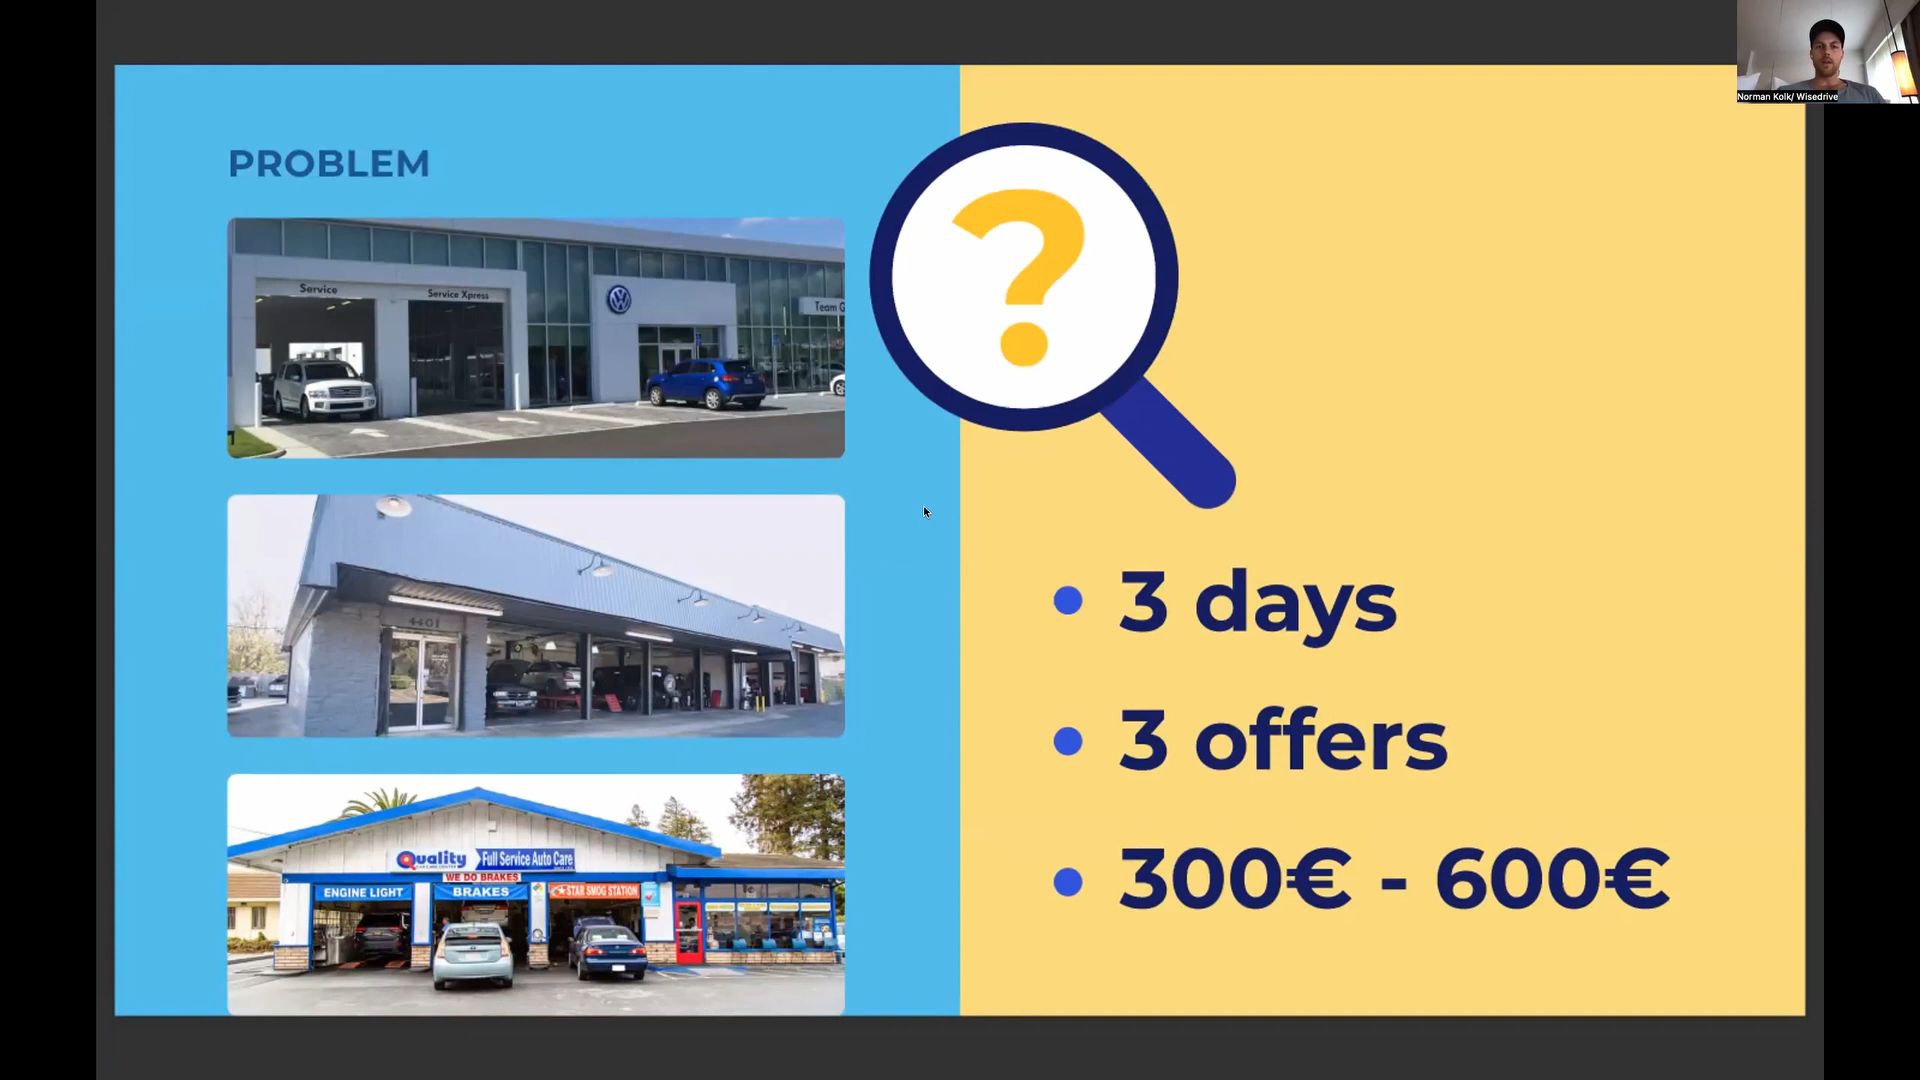 Norman Kolk/ Wisedrive
PROBLEM
Service
Service Xpress
Team G
4401
Quality
Full Service Auto Care
WE DO BRAKES
ENGINE LIGHT
BRAKES
STAR SMOG STATION
?
3 days
3 offers
300€ - 600€